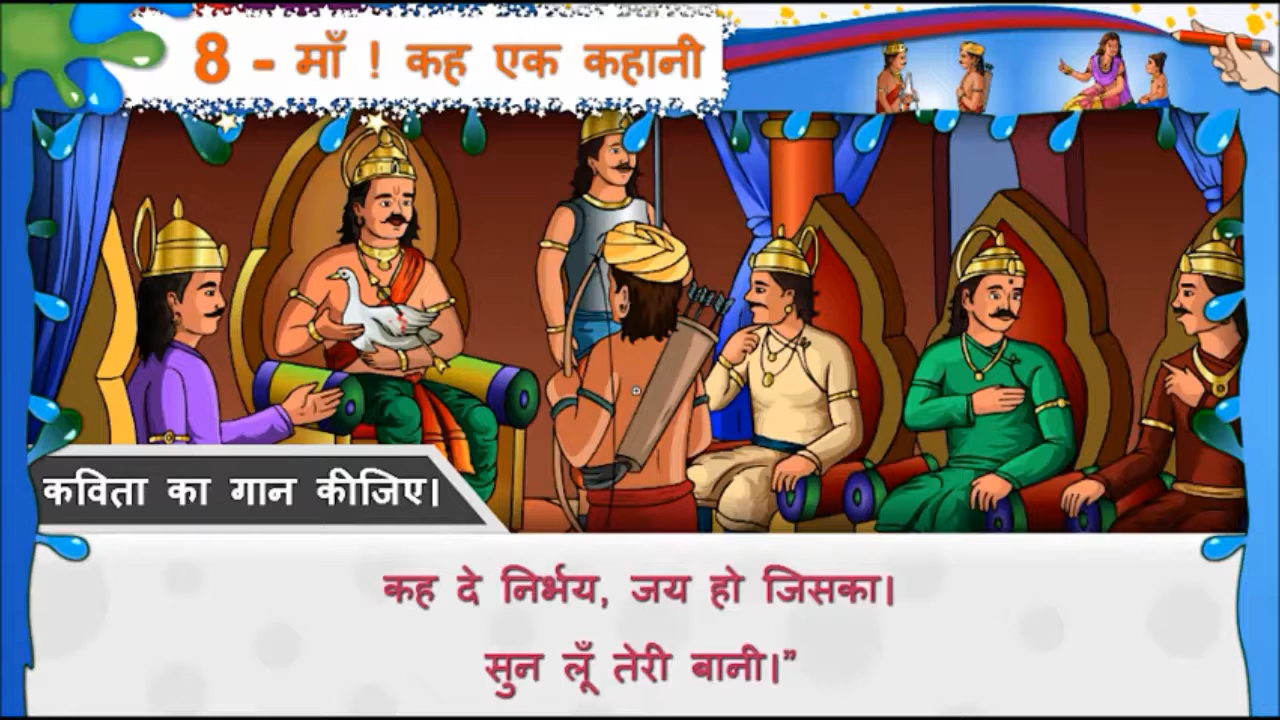 8 - माँ ! कह एक कहानी
कविता का गान कीजिए।
कह दे निर्भय, जय हो जिसका।
सुन लूँ तेरी बानी।”